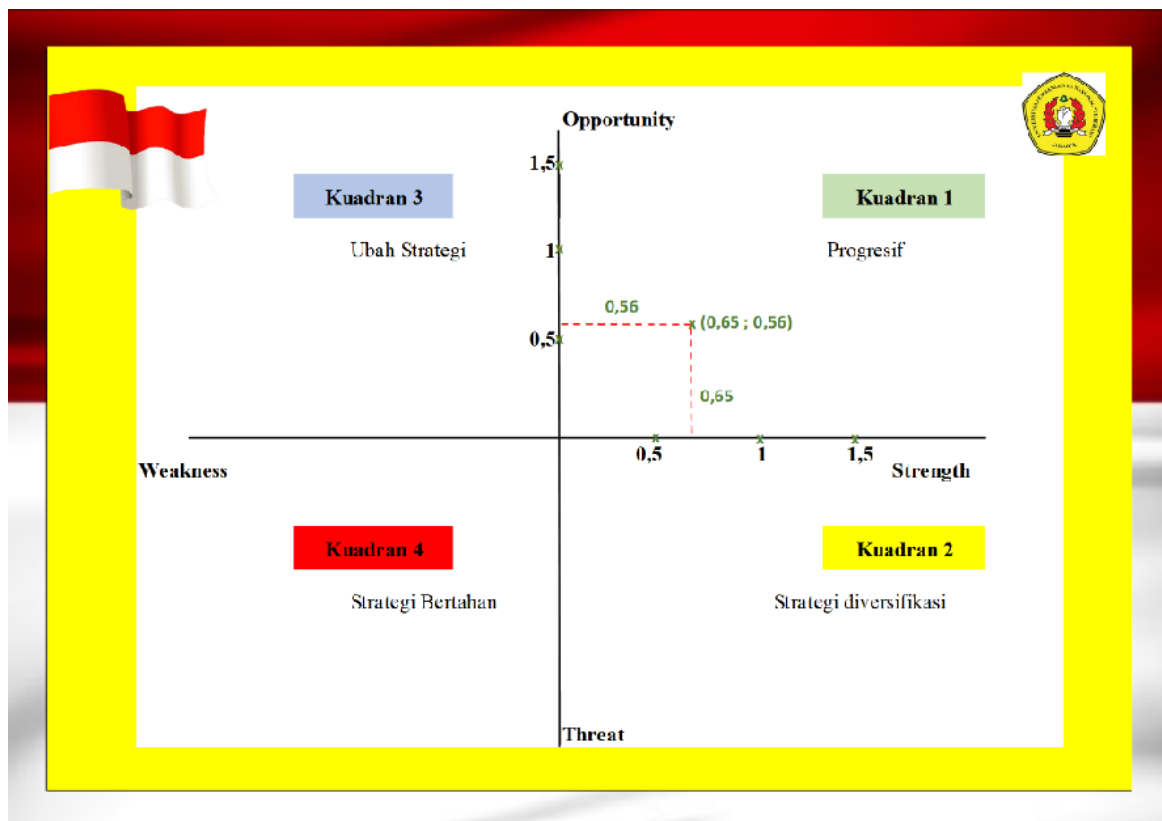 Opportunity
1,5
Kuadran 3
Kuadran 1
Ubah Strategi
1
Progresif
0,56
(0,65 ; 0,56)
0,5
0,65
0,5
1
1,5
Weakness
Strength
Kuadran 4
Kuadran 2
Strategi Bertahan
Strategi diversifikasi
Threat